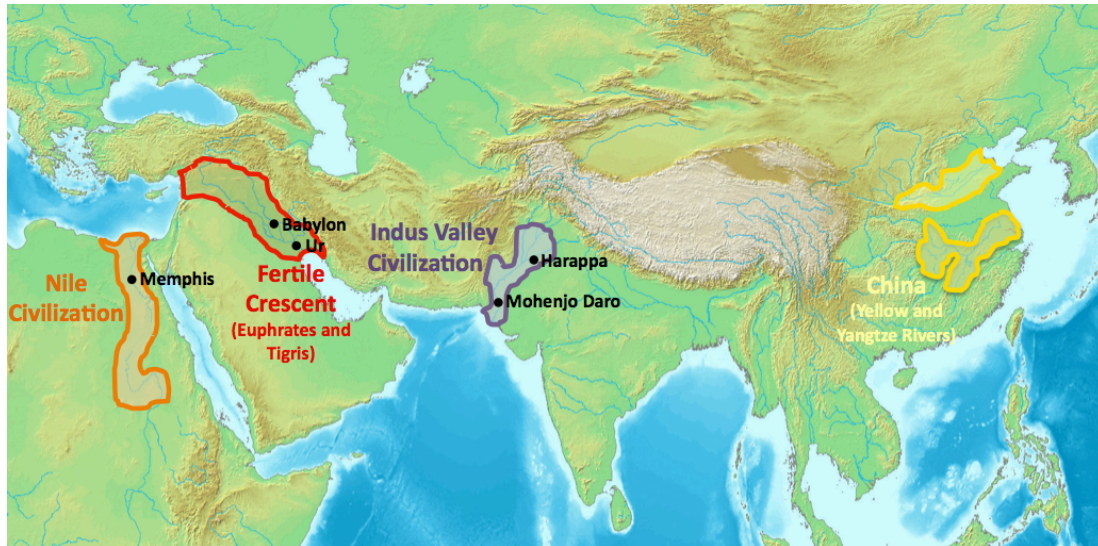 Nile
Civilization
Memphis
Babylon
Ur
Fertile
Crescent
(Euphrates and
Tigris)
Indus Valley
Civilization
Harappa
Mohenjo Daro
China
(Yellow and
Yangtze Rivers)